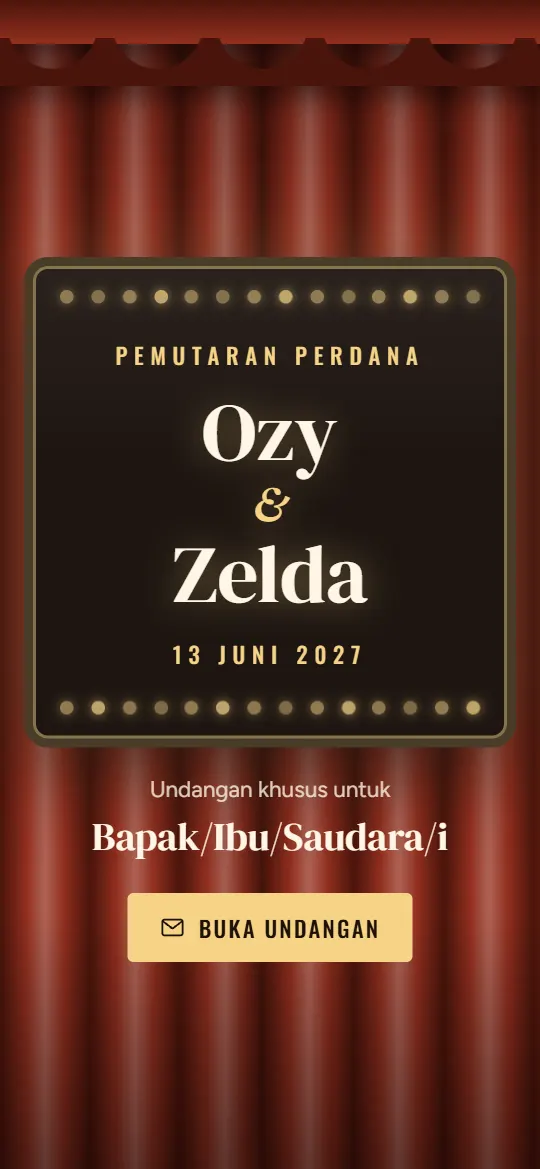 PEMUTARAN PERDANA
Ozy
&
Zelda
13 JUNI 2027
Undangan khusus untuk
Bapak/Ibu/Saudara/i
BUKA UNDANGAN